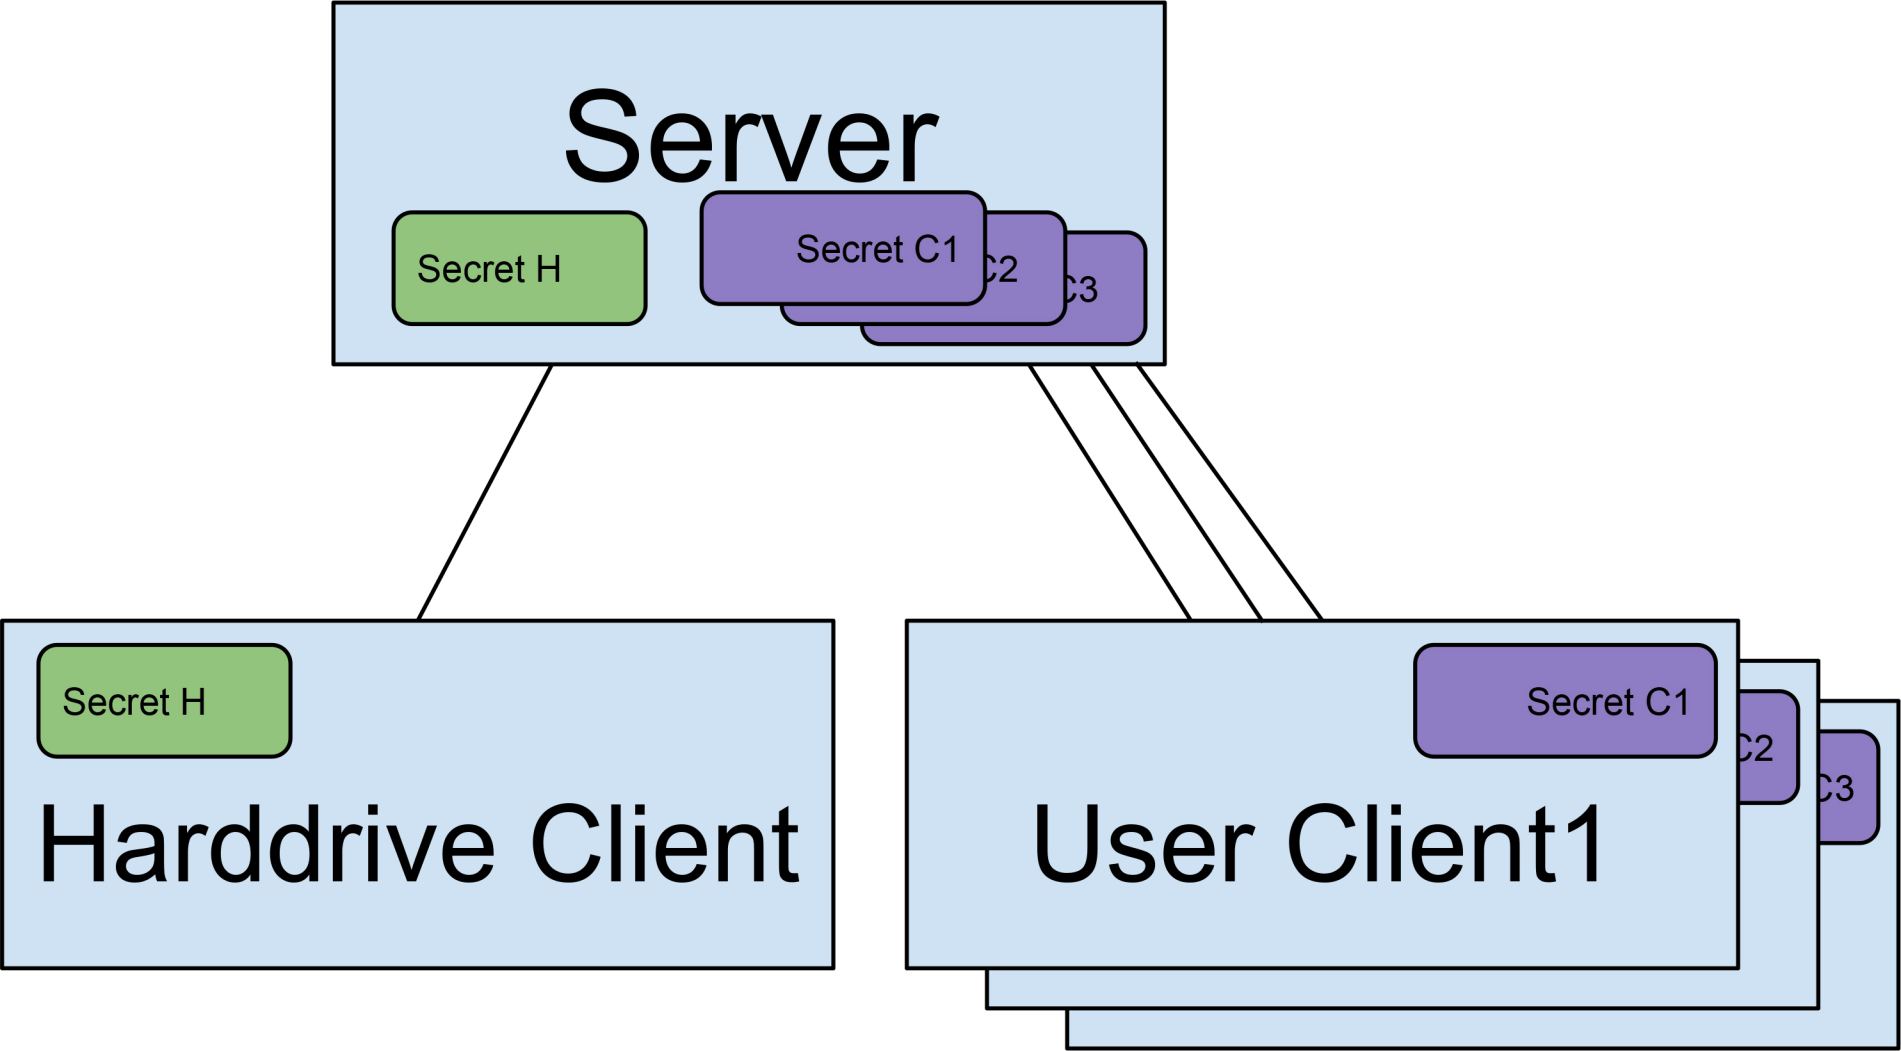 Server
Secret H
Secret C1
C2
C3
Secret H
Secret C1
C2
C3
Harddrive Client
User Client1